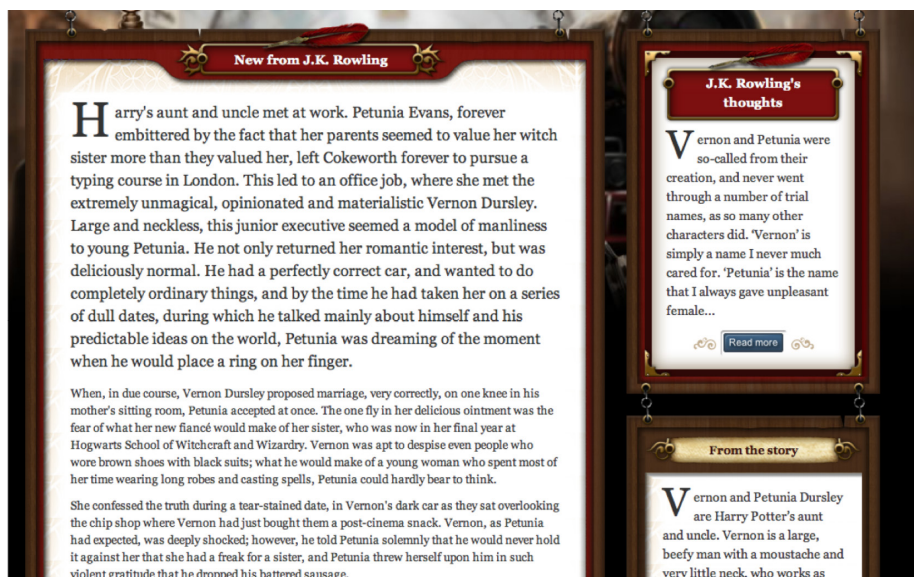 New from J.K. Rowling
Harry's aunt and uncle met at work. Petunia Evans, forever
embittered by the fact that her parents seemed to value her witch
sister more than they valued her, left Cokeworth forever to pursue a
typing course in London. This led to an office job, where she met the
extremely unmagical, opinionated and materialistic Vernon Dursley.
Large and neckless, this junior executive seemed a model of manliness
to young Petunia. He not only returned her romantic interest, but was
deliciously normal. He had a perfectly correct car, and wanted to do
completely ordinary things, and by the time he had taken her on a series
of dull dates, during which he talked mainly about himself and his
predictable ideas on the world, Petunia was dreaming of the moment
when he would place a ring on her finger.
When, in due course, Vernon Dursley proposed marriage, very correctly, on one knee in his
mother's sitting room, Petunia accepted at once. The one fly in her delicious ointment was the
fear of what her new fiancé would make of her sister, who was now in her final year at
Hogwarts School of Witchcraft and Wizardry. Vernon was apt to despise even people who
wore brown shoes with black suits; what he would make of a young woman who spent most of
her time wearing long robes and casting spells, Petunia could hardly bear to think.
She confessed the truth during a tear-stained date, in Vernon's dark car as they sat overlooking
the chip shop where Vernon had just bought them a post-cinema snack. Vernon, as Petunia
had expected, was deeply shocked; however, he told Petunia solemnly that he would never hold
it against her that she had a freak for a sister, and Petunia threw herself upon him in such
violent gratitude that he dropped his battered sausage.
J.K. Rowling's
thoughts
Vernon and Petunia were
so-called from their
creation, and never went
through a number of trial
names, as so many other
characters did. 'Vernon' is
simply a name I never much
cared for. 'Petunia' is the name
that I always gave unpleasant
female...
Read more
From the story
Vernon and Petunia Dursley
are Harry Potter's aunt
and uncle. Vernon is a large,
beefy man with a moustache and
very little neck, who works as